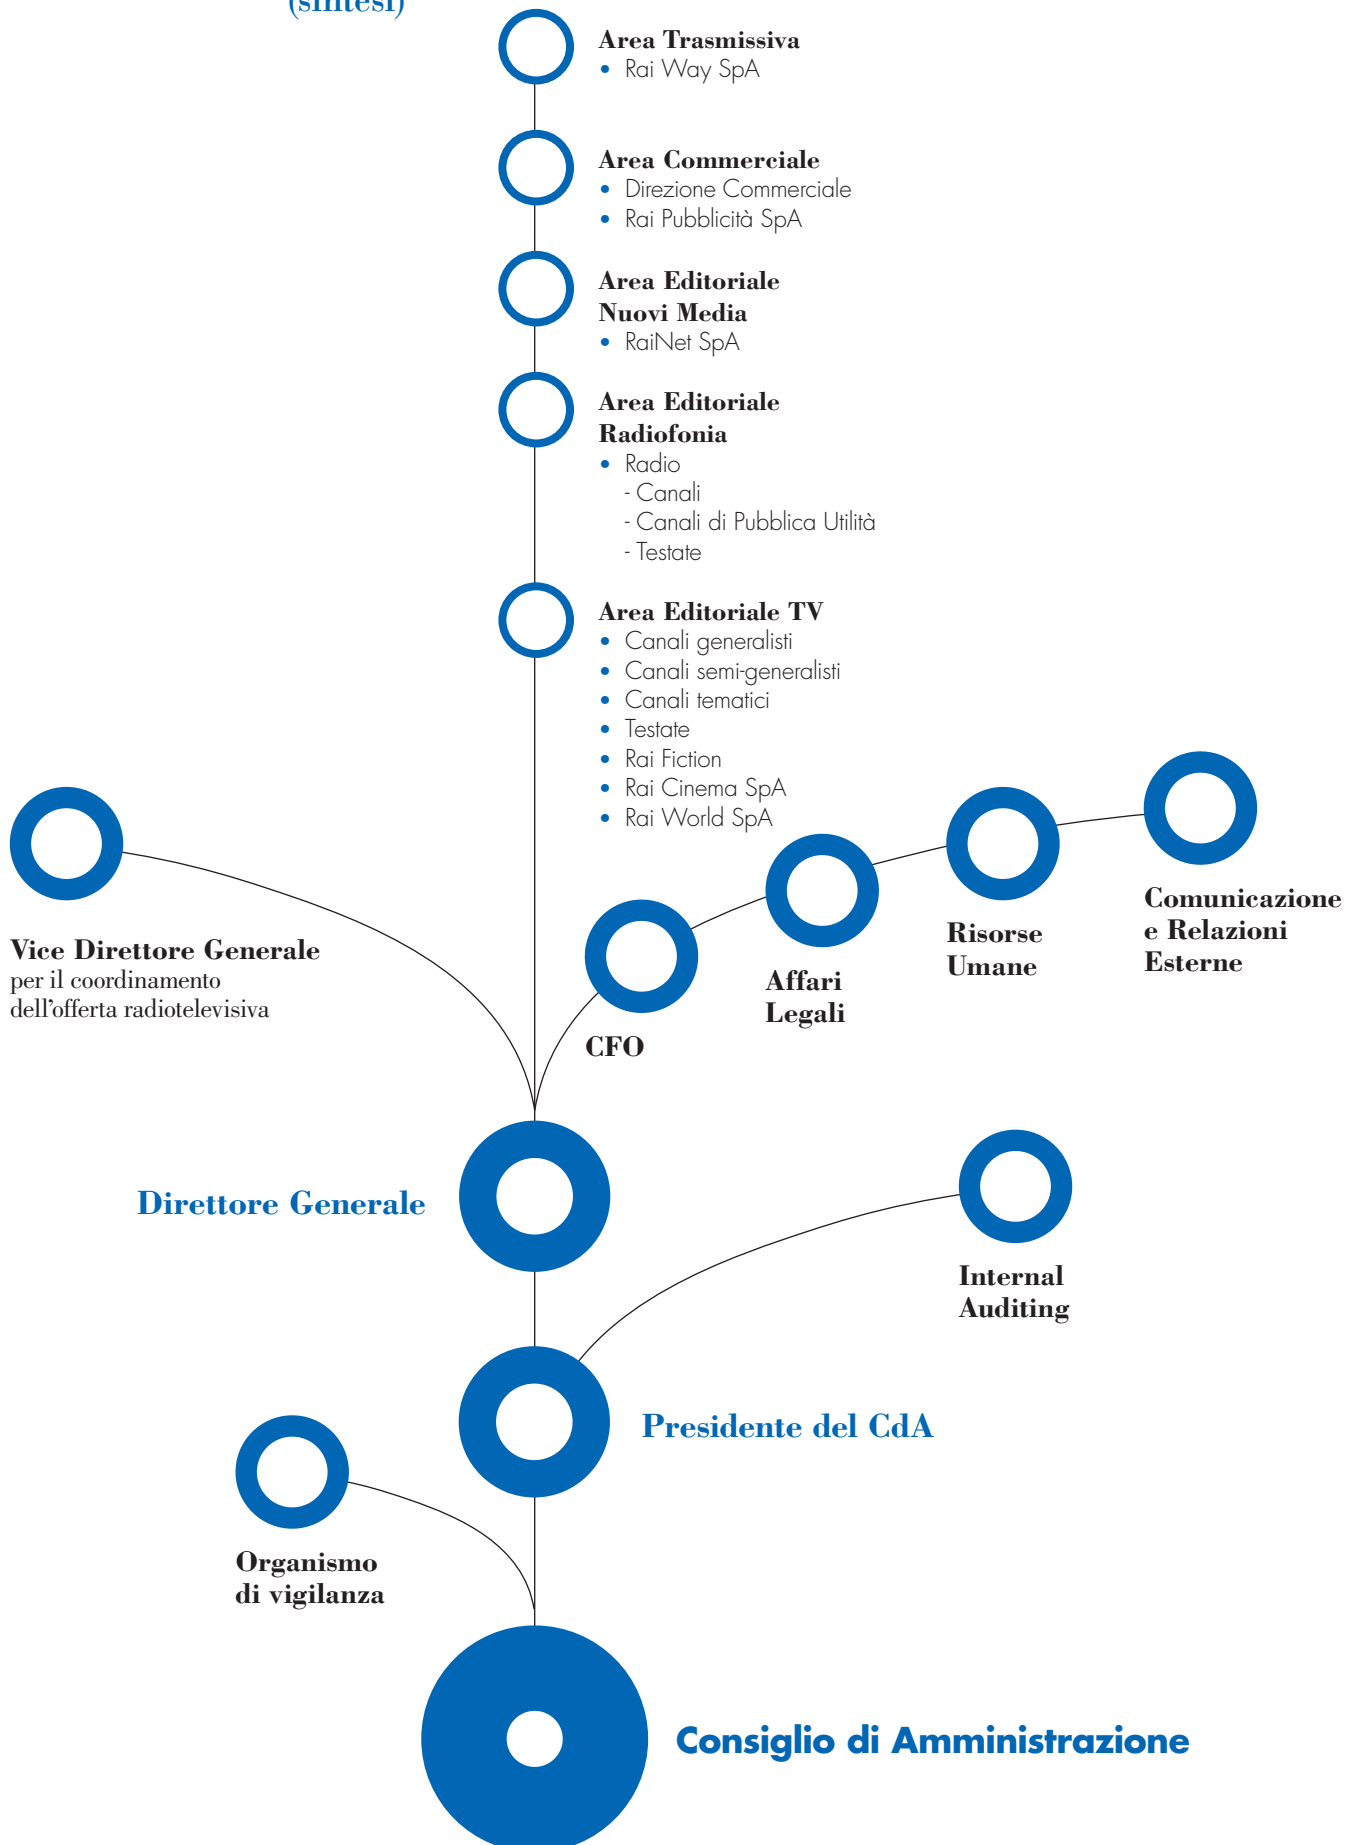 (sintesi)
Area Trasmissiva
• Rai Way SpA
Area Commerciale
• Direzione Commerciale
• Rai Pubblicità SpA
Area Editoriale
Nuovi Media
• RaiNet SpA
Area Editoriale
Radiofonia
• Radio
- Canali
- Canali di Pubblica Utilità
- Testate
Area Editoriale TV
• Canali generalisti
• Canali semi-generalisti
• Canali tematici
• Testate
• Rai Fiction
• Rai Cinema SpA
• Rai World SpA
Vice Direttore Generale
per il coordinamento
dell'offerta radiotelevisiva
CFO
Affari
Legali
Risorse
Umane
Comunicazione
e Relazioni
Esterne
Direttore Generale
Internal
Auditing
Presidente del CdA
Organismo
di vigilanza
Consiglio di Amministrazione